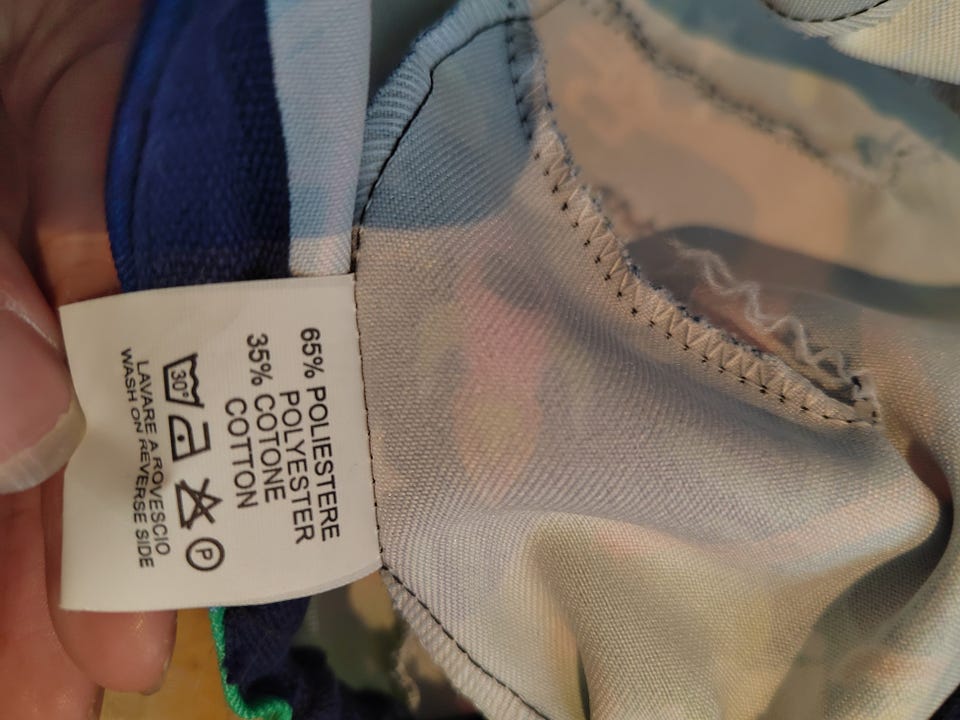 65% POLIESTERE
POLYESTER
35% COTONE
COTTON
30°
P
LAVARE A ROVESCIO
WASH ON REVERSE SIDE